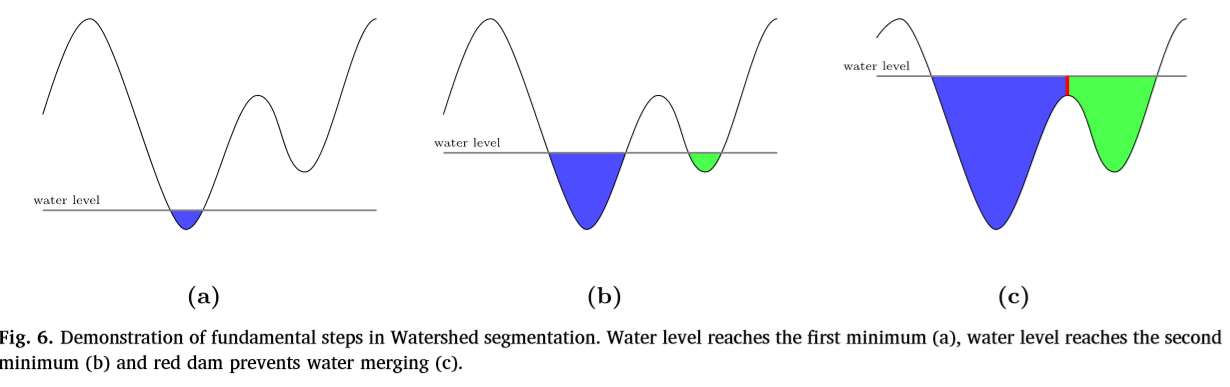 water level
water level
water level
(a)
(b)
(c)
Fig. 6. Demonstration of fundamental steps in Watershed segmentation. Water level reaches the first minimum (a), water level reaches the second
minimum (b) and red dam prevents water merging (c).